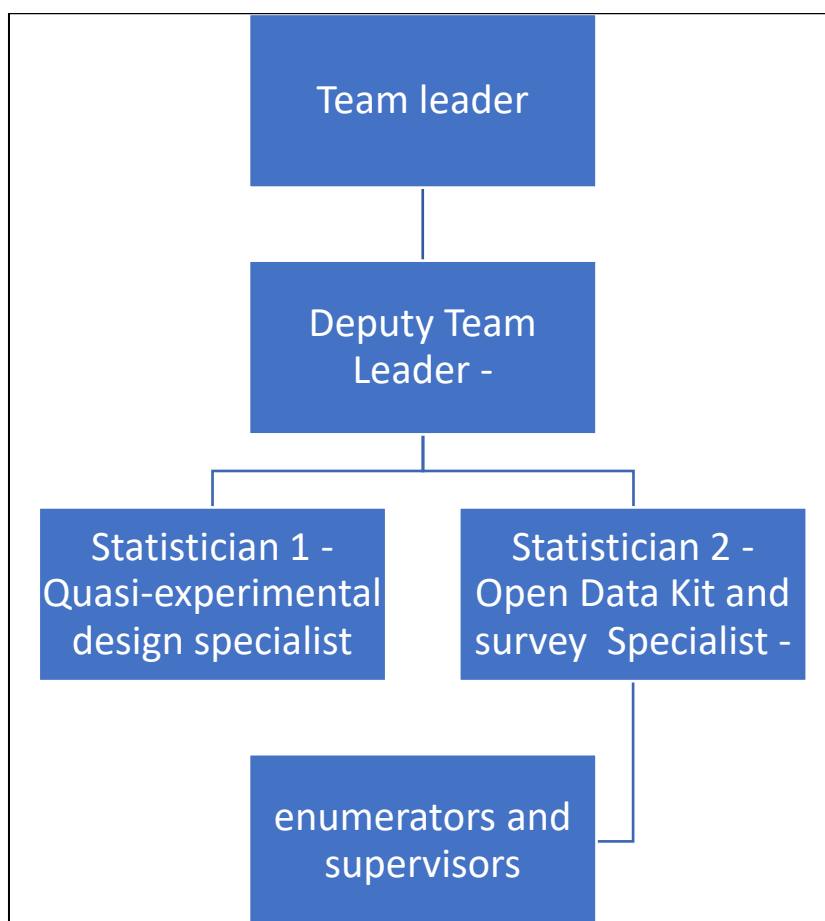 Team leader
Deputy Team
Leader -
Statistician 1 -
Quasi-experimental
design specialist
Statistician 2 -
Open Data Kit and
survey  Specialist -
enumerators and
supervisors